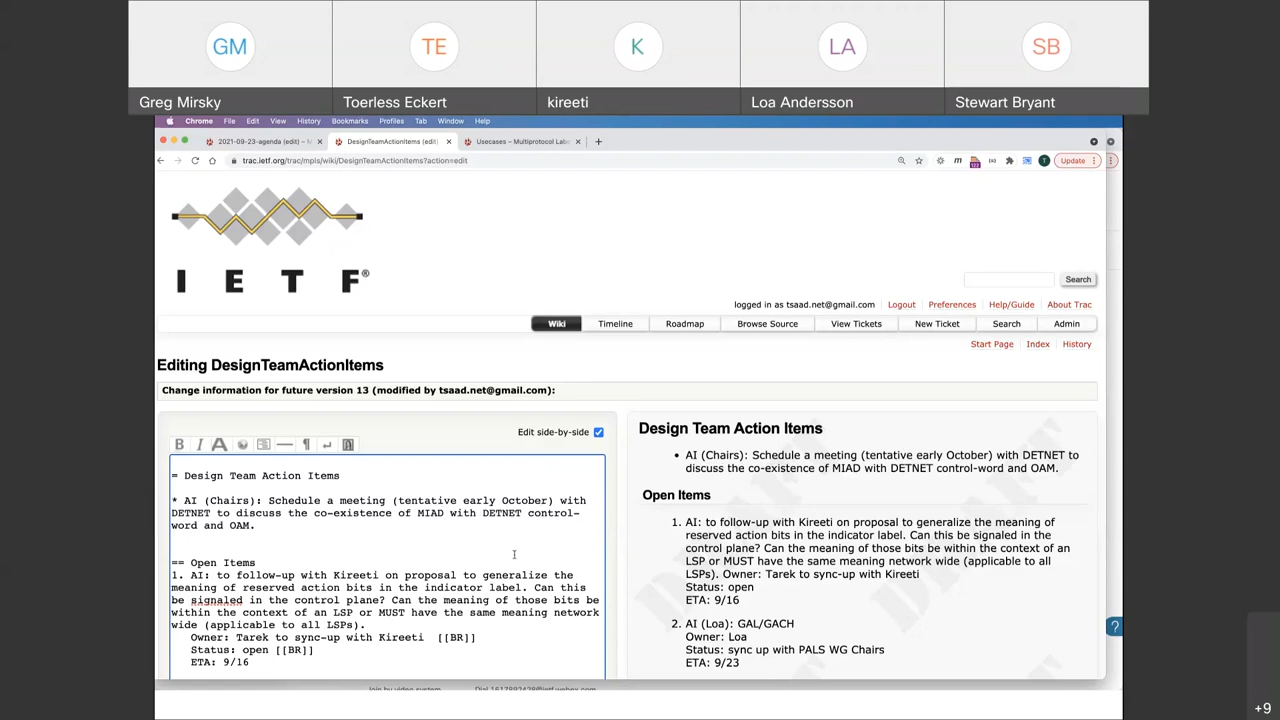 GM TE K LA SB
Greg Mirsky Toerless Eckert kireeti Loa Andersson Stewart Bryant
Chrome File Edit View History Bookmarks Profiles Tab Window Help
2021-09-23-agenda (edit) – M DesignTeamActionItems (edit) Usecases – Multiprotocol Lab
trac.ietf.org/trac/mpls/wiki/DesignTeamActionItems?action=edit T Update
I E T F®
Search
logged in as tsaad.net@gmail.com Logout Preferences Help/Guide About Trac
Wiki Timeline Roadmap Browse Source View Tickets New Ticket Search Admin
Start Page Index History
Editing DesignTeamActionItems
Change information for future version 13 (modified by tsaad.net@gmail.com):
Edit side-by-side
B I A
= Design Team Action Items
* AI (Chairs): Schedule a meeting (tentative early October) with
DETNET to discuss the co-existence of MIAD with DETNET control-
word and OAM.
== Open Items
1. AI: to follow-up with Kireeti on proposal to generalize the
meaning of reserved action bits in the indicator label. Can this
be signaled in the control plane? Can the meaning of those bits be
within the context of an LSP or MUST have the same meaning network
wide (applicable to all LSPs).
Owner: Tarek to sync-up with Kireeti [[BR]]
Status: open [[BR]]
ETA: 9/16
Design Team Action Items
• AI (Chairs): Schedule a meeting (tentative early October) with DETNET to
discuss the co-existence of MIAD with DETNET control-word and OAM.
Open Items
1. AI: to follow-up with Kireeti on proposal to generalize the meaning of
reserved action bits in the indicator label. Can this be signaled in the
control plane? Can the meaning of those bits be within the context of an
LSP or MUST have the same meaning network wide (applicable to all
LSPs). Owner: Tarek to sync-up with Kireeti
Status: open
ETA: 9/16
2. AI (Loa): GAL/GACH
Owner: Loa
Status: sync up with PALS WG Chairs
ETA: 9/23
?
+9